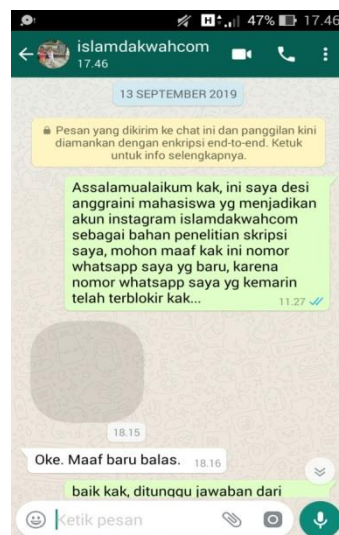 47% 17.46
islamdakwahcom
17.46
13 SEPTEMBER 2019
Pesan yang dikirim ke chat ini dan panggilan kini
diamankan dengan enkripsi end-to-end. Ketuk
untuk info selengkapnya.
Assalamualaikum kak, ini saya desi
anggraini mahasiswa yg menjadikan
akun instagram islamdakwahcom
sebagai bahan penelitian skripsi
saya, mohon maaf kak ini nomor
whatsapp saya yg baru, karena
nomor whatsapp saya yg kemarin
telah terblokir kak...
11.27
18.15
Oke. Maaf baru balas. 18.16
baik kak, ditunggu jawaban dari
Ketik pesan